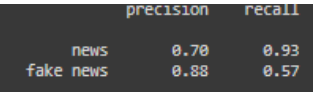 precision recall
news 0.70 0.93
fake news 0.88 0.57